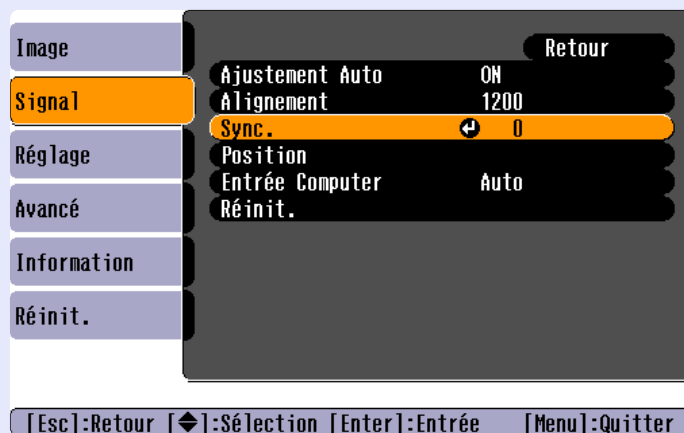 Image
Signal
Réglage
Avancé
Information
Réinit.
Retour
Ajustement Auto ON
Alignement 1200
Sync. 0
Position
Entrée Computer Auto
Réinit.
[Esc]:Retour [◆]:Sélection [Enter]:Entrée [Menu]:Quitter